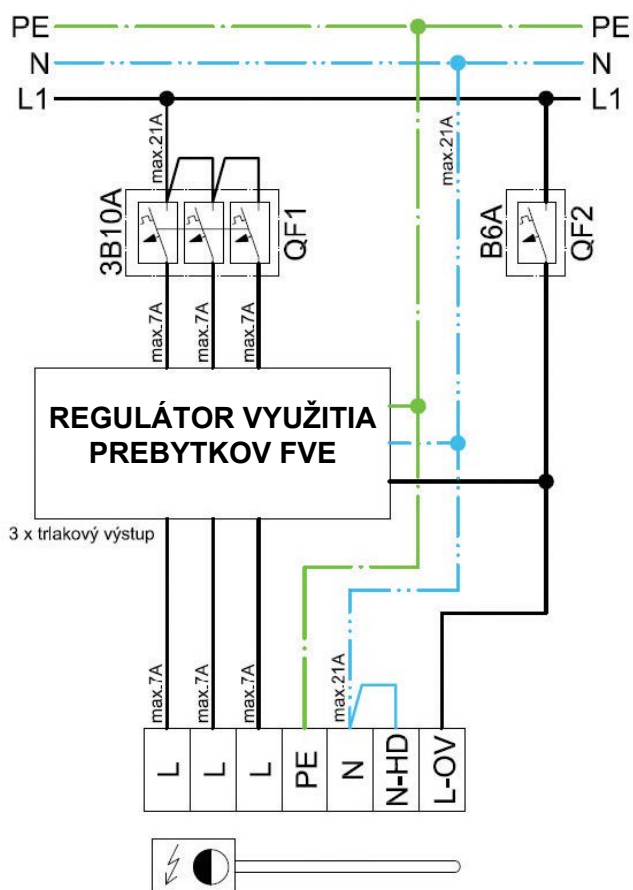 PE PE
N N
L1 L1
max.21A
max.21A
3B10A
QF1
B6A
QF2
max.7A
max.7A
max.7A
REGULÁTOR VYUŽITIA
PREBYTKOV FVE
3 x triakový výstup
max.7A
max.7A
max.7A
max.21A
L
L
L
PE
N
N-HD
L-OV